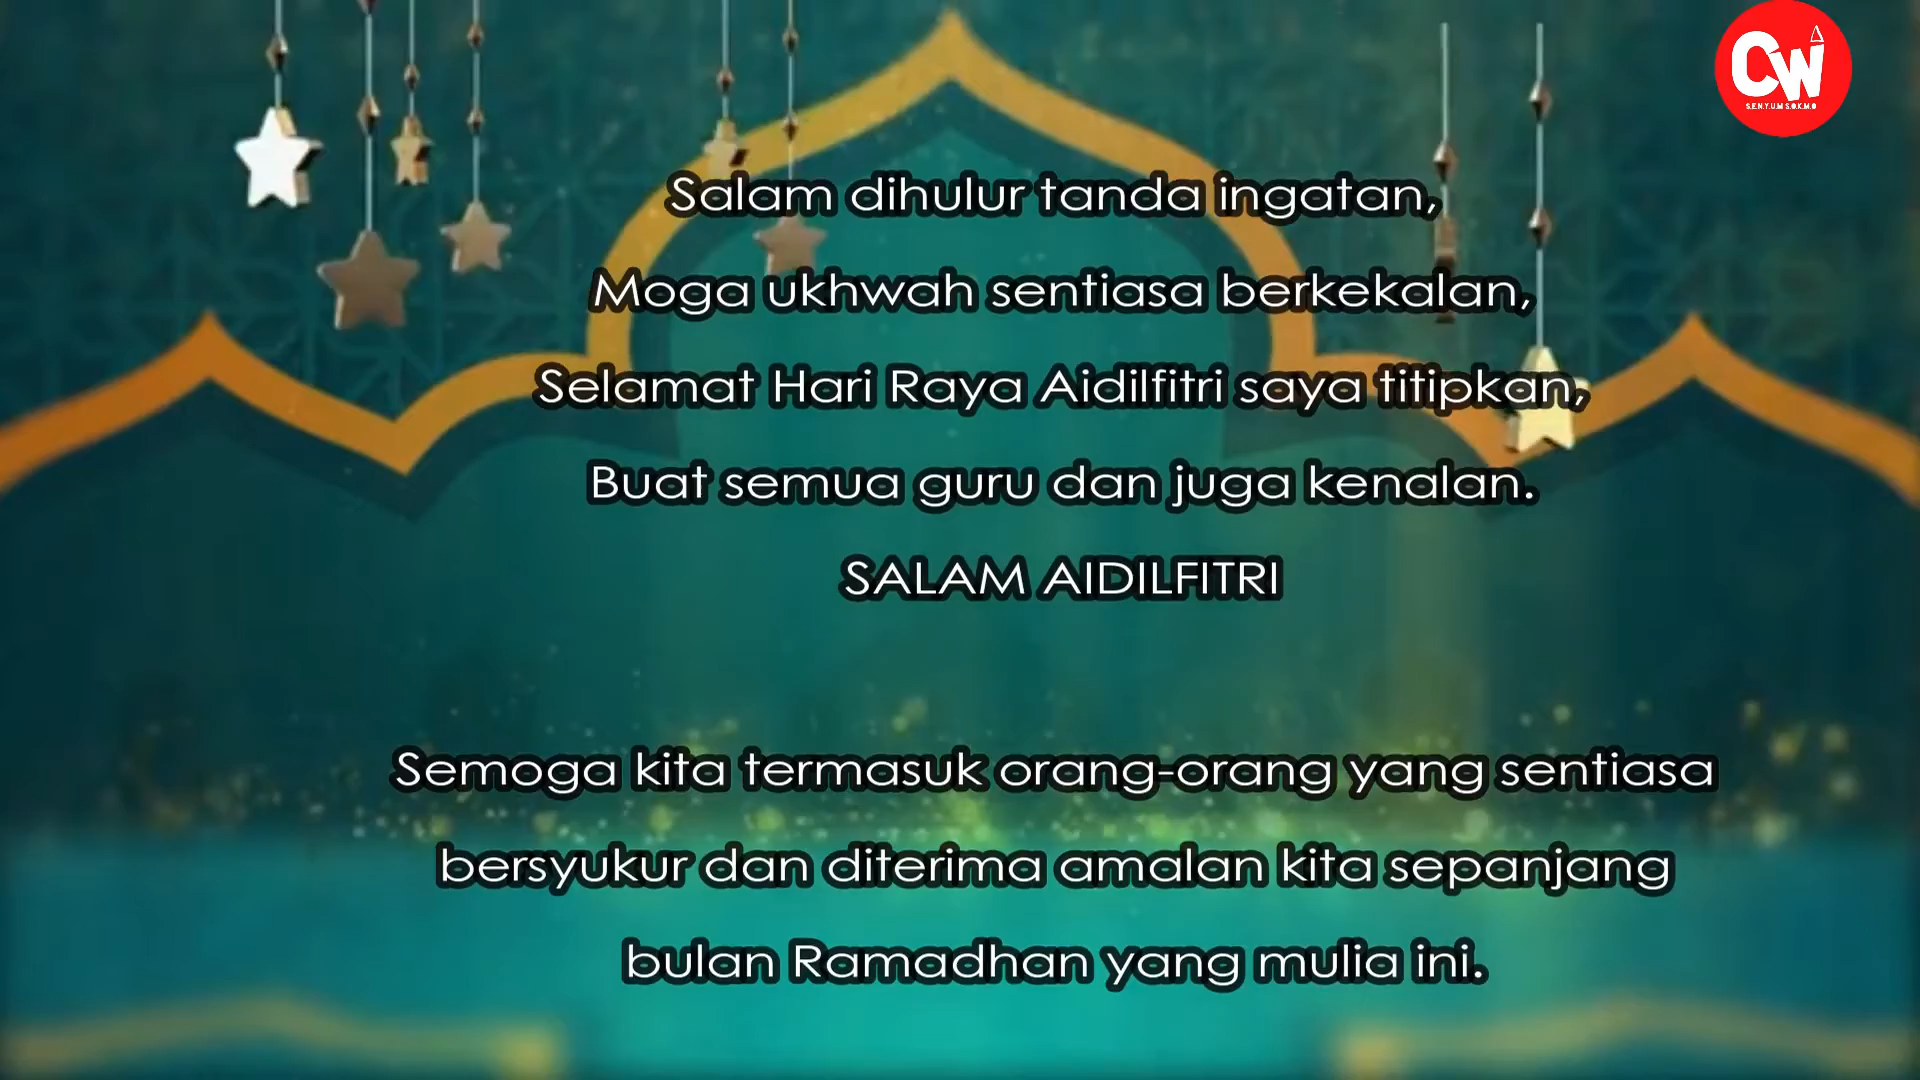 CW
S.E.N.Y.U.M S.O.K.M.O
Salam dihulur tanda ingatan,
Moga ukhwah sentiasa berkekalan,
Selamat Hari Raya Aidilfitri saya titipkan,
Buat semua guru dan juga kenalan.
SALAM AIDILFITRI
Semoga kita termasuk orang-orang yang sentiasa
bersyukur dan diterima amalan kita sepanjang
bulan Ramadhan yang mulia ini.